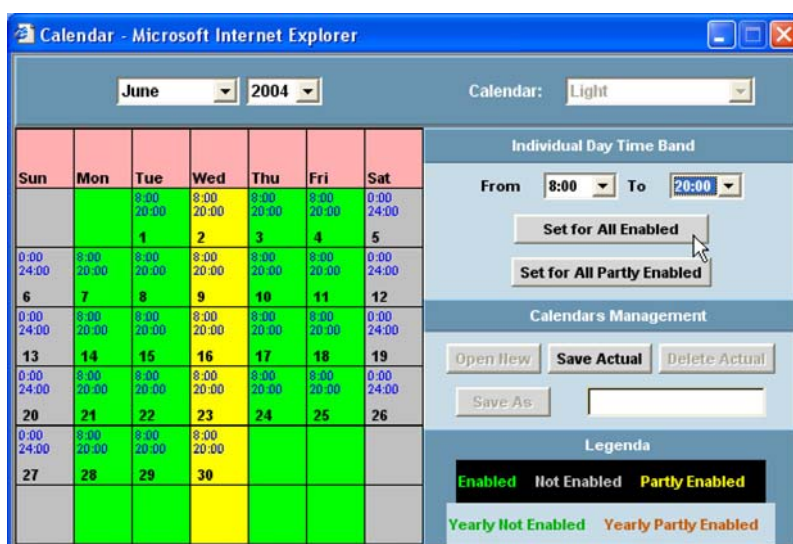 Calendar - Microsoft Internet Explorer
June 2004 Calendar: Light
Individual Day Time Band
Sun Mon Tue Wed Thu Fri Sat
From 8:00 To 20:00
Set for All Enabled
Set for All Partly Enabled
8:00 8:00 8:00 8:00 0:00
20:00 20:00 20:00 20:00 24:00
1 2 3 4 5
0:00 8:00 8:00 8:00 8:00 8:00 0:00
24:00 20:00 20:00 20:00 20:00 20:00 24:00
6 7 8 9 10 11 12
Calendars Management
0:00 8:00 8:00 8:00 8:00 8:00 0:00
24:00 20:00 20:00 20:00 20:00 20:00 24:00
13 14 15 16 17 18 19
Open New Save Actual Delete Actual
0:00 8:00 8:00 8:00 8:00 8:00 0:00
24:00 20:00 20:00 20:00 20:00 20:00 24:00
20 21 22 23 24 25 26
Save As
0:00 8:00 8:00 8:00
24:00 20:00 20:00 20:00
27 28 29 30
Legenda
Enabled Not Enabled Partly Enabled
Yearly Not Enabled Yearly Partly Enabled